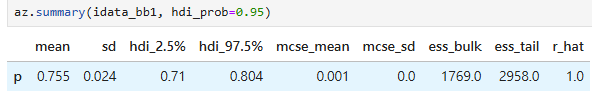 az.summary(idata_bb1, hdi_prob=0.95)
mean sd hdi_2.5% hdi_97.5% mcse_mean mcse_sd ess_bulk ess_tail r_hat
p 0.755 0.024 0.71 0.804 0.001 0.0 1769.0 2958.0 1.0